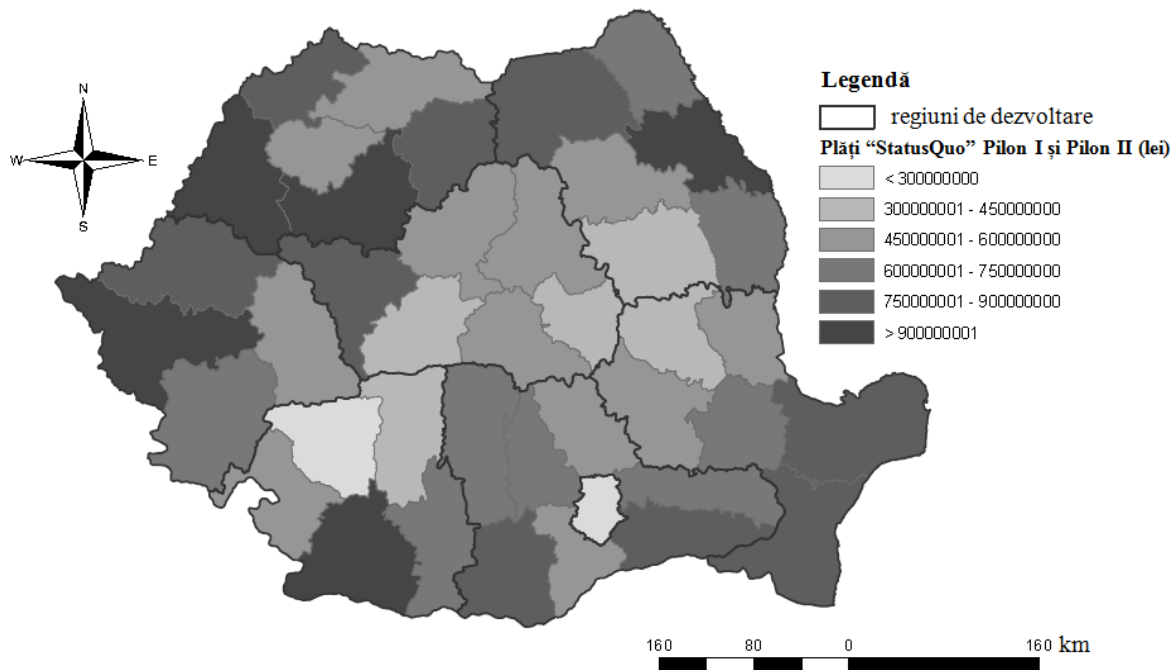 N
W
E
S
Legendă
regiuni de dezvoltare
Plăți “StatusQuo” Pilon I și Pilon II (lei)
< 300000000
300000001 - 450000000
450000001 - 600000000
600000001 - 750000000
750000001 - 900000000
> 900000001
160 80 0 160 km